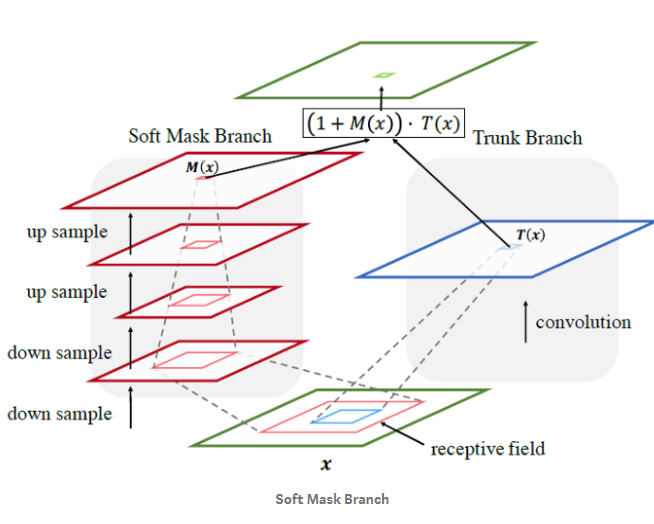 (1 + M(x)) · T(x)
Soft Mask Branch
Trunk Branch
M(x)
T(x)
up sample
up sample
convolution
down sample
down sample
receptive field
x
Soft Mask Branch